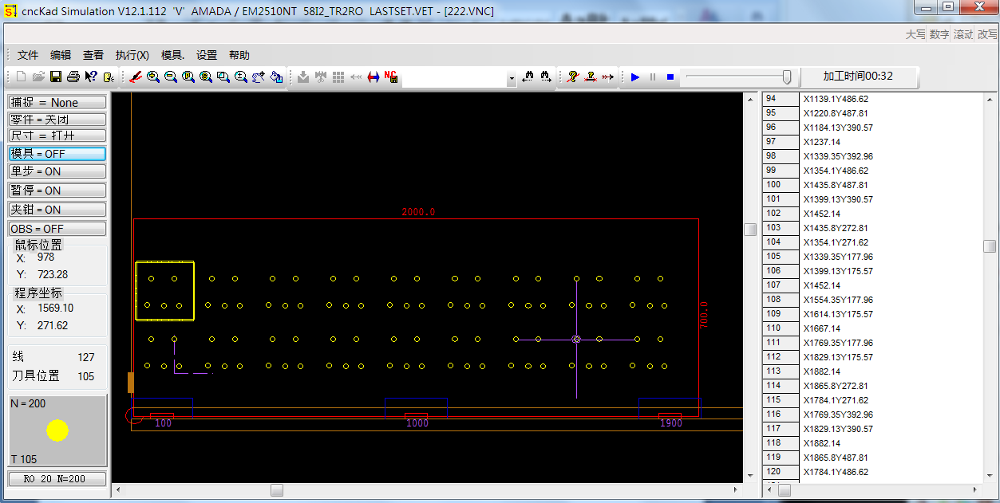 cncKad Simulation V12.1.112 'V' AMADA / EM2510NT 58I2_TR2RO LASTSET.VET - [222.VNC]
大写 数字 滚动 改写
文件 编辑 查看 执行(X) 模具. 设置 帮助
NC
加工时间00:32
捕捉 = None
零件 = 关闭
尺寸 = 打廾
模具 = OFF
单步 = ON
暂停 = ON
夹钳 = ON
OBS = OFF
鼠标位置
X: 978
Y: 723.28
程序坐标
X: 1569.10
Y: 271.62
线 127
刀具位置 105
N = 200
T 105
RO 20 N=200
2000.0
700.0
100
1000
1900
94 X1139.1Y486.62
95 X1220.8Y487.81
96 X1184.13Y390.57
97 X1237.14
98 X1339.35Y392.96
99 X1354.1Y486.62
100 X1435.8Y487.81
101 X1399.13Y390.57
102 X1452.14
103 X1435.8Y272.81
104 X1354.1Y271.62
105 X1339.35Y177.96
106 X1399.13Y175.57
107 X1452.14
108 X1554.35Y177.96
109 X1614.13Y175.57
110 X1667.14
111 X1769.35Y177.96
112 X1829.13Y175.57
113 X1882.14
114 X1865.8Y272.81
115 X1784.1Y271.62
116 X1769.35Y392.96
117 X1829.13Y390.57
118 X1882.14
119 X1865.8Y487.81
120 X1784.1Y486.62